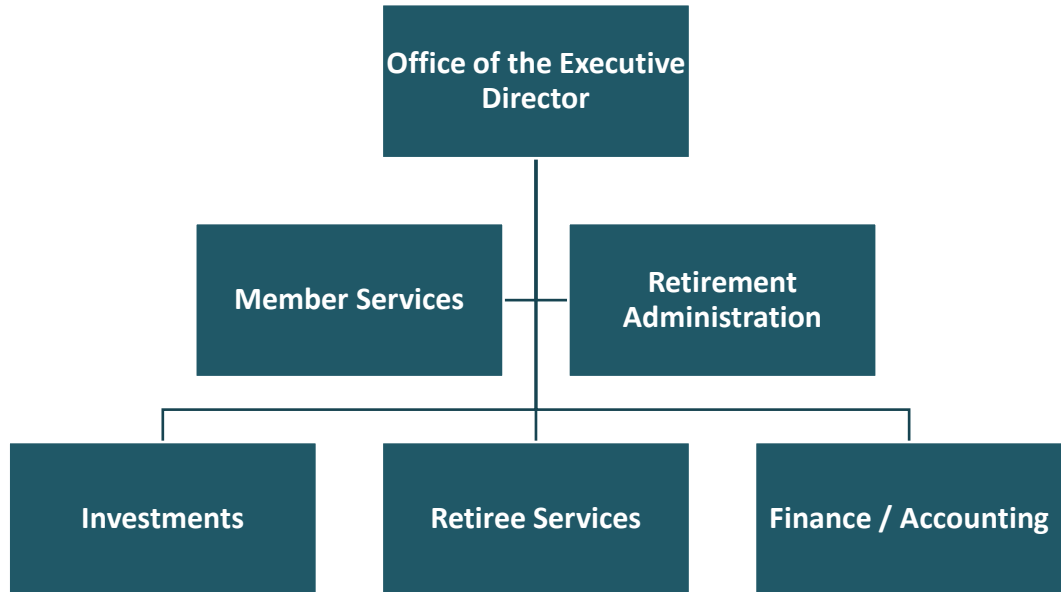 Office of the Executive
Director
Member Services
Retirement
Administration
Investments
Retiree Services
Finance / Accounting